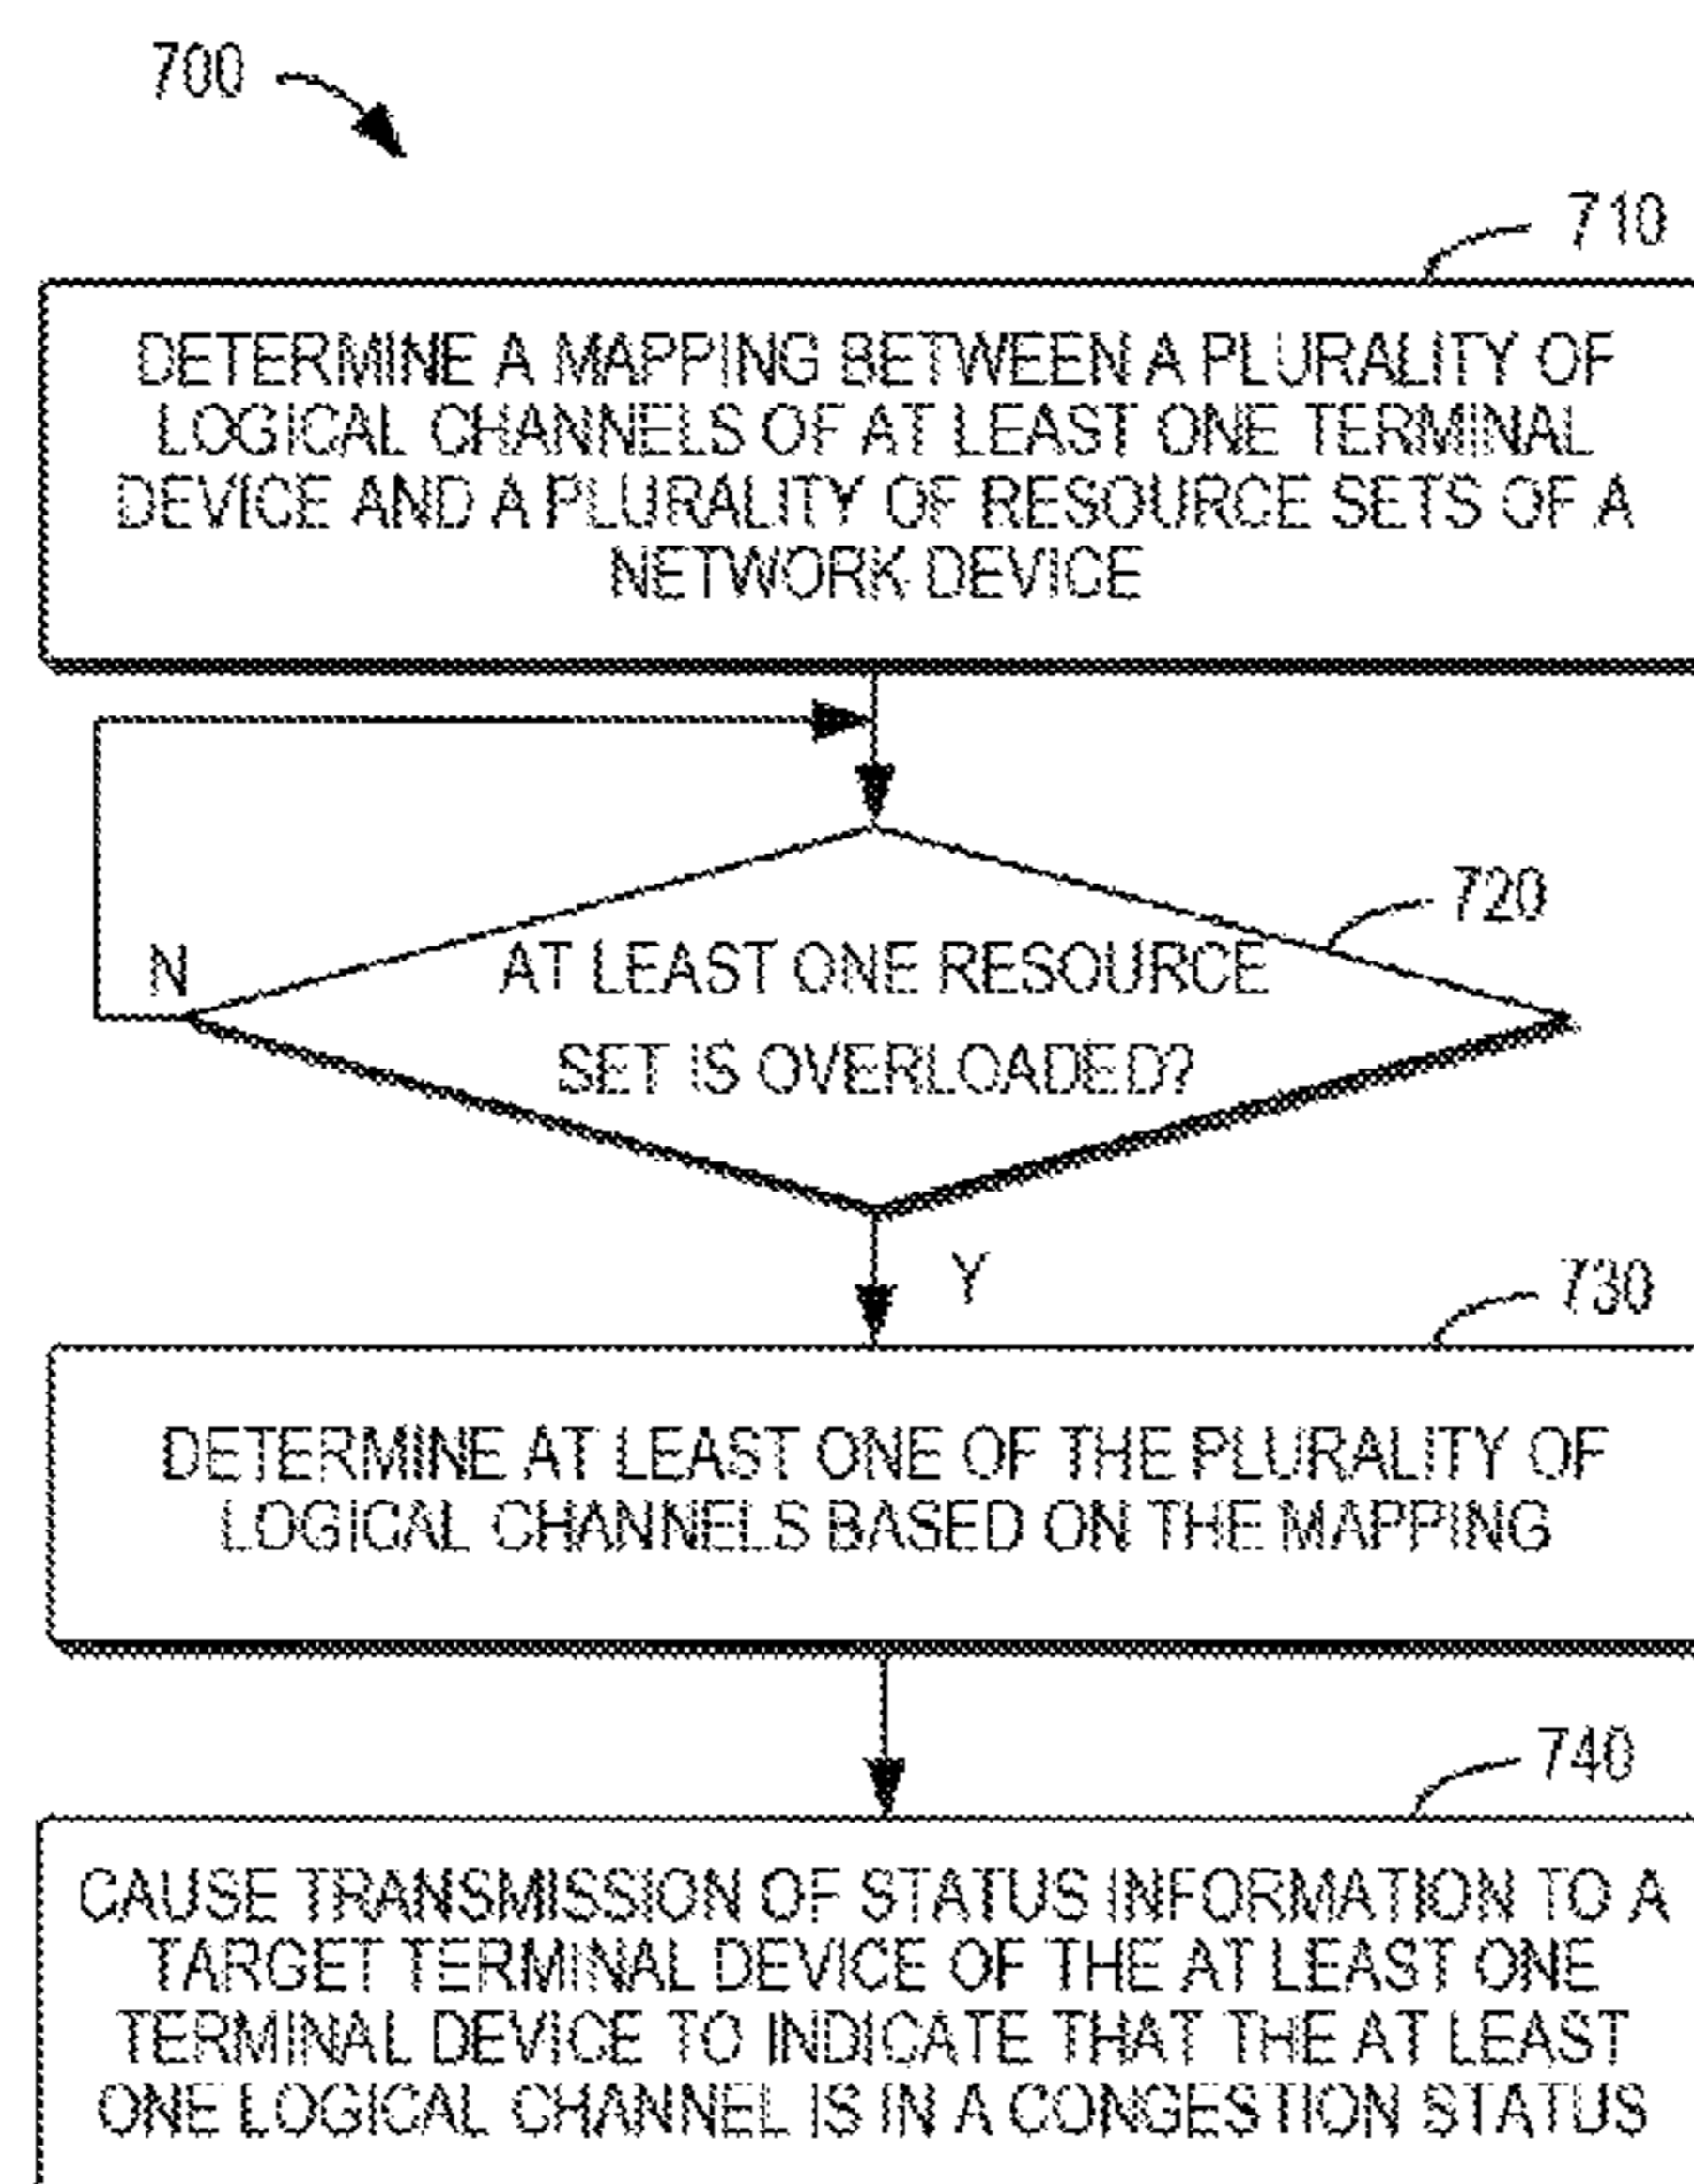 700
710
DETERMINE A MAPPING BETWEEN A PLURALITY OF
LOGICAL CHANNELS OF AT LEAST ONE TERMINAL
DEVICE AND A PLURALITY OF RESOURCE SETS OF A
NETWORK DEVICE
720
N
AT LEAST ONE RESOURCE
SET IS OVERLOADED?
Y
730
DETERMINE AT LEAST ONE OF THE PLURALITY OF
LOGICAL CHANNELS BASED ON THE MAPPING
740
CAUSE TRANSMISSION OF STATUS INFORMATION TO A
TARGET TERMINAL DEVICE OF THE AT LEAST ONE
TERMINAL DEVICE TO INDICATE THAT THE AT LEAST
ONE LOGICAL CHANNEL IS IN A CONGESTION STATUS